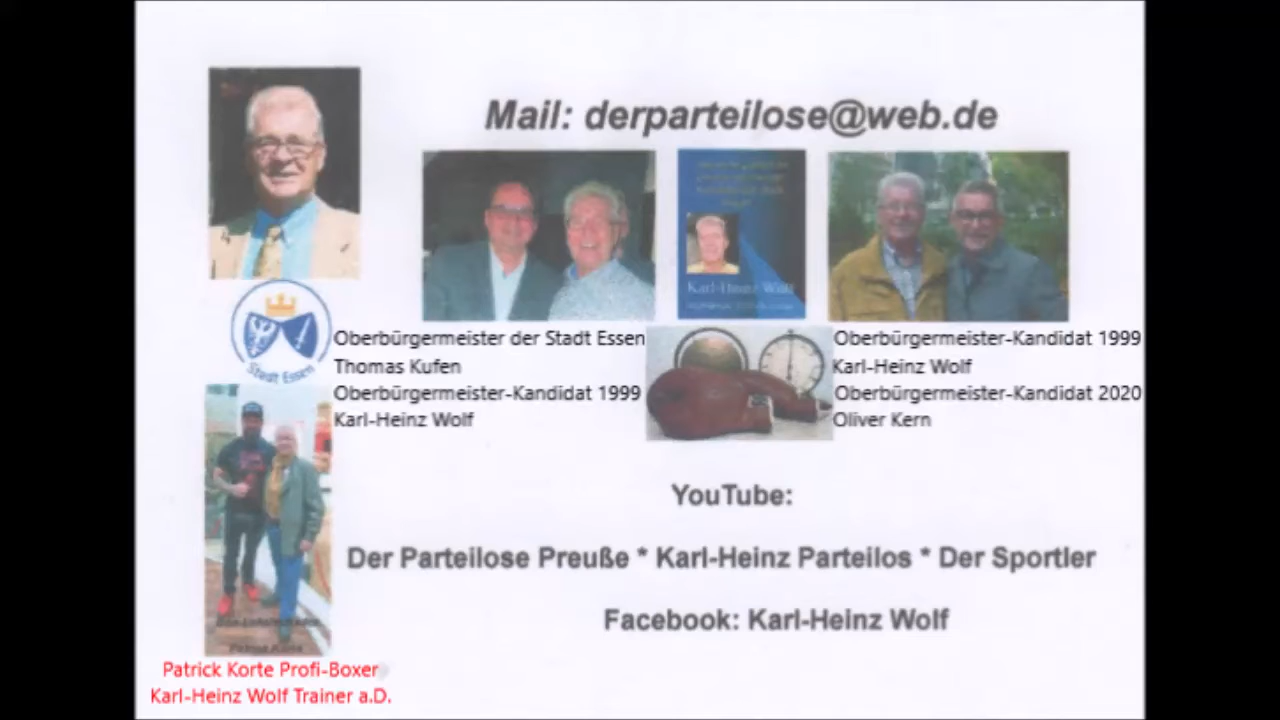 Mail: derparteilose@web.de
Karl-Heinz Wolf
Stadt Essen
Oberbürgermeister der Stadt Essen
Thomas Kufen
Oberbürgermeister-Kandidat 1999
Karl-Heinz Wolf
Oberbürgermeister-Kandidat 1999
Karl-Heinz Wolf
Oberbürgermeister-Kandidat 2020
Oliver Kern
YouTube:
Der Parteilose Preuße * Karl-Heinz Parteilos * Der Sportler
Facebook: Karl-Heinz Wolf
Patrick Korte Profi-Boxer
Karl-Heinz Wolf Trainer a.D.